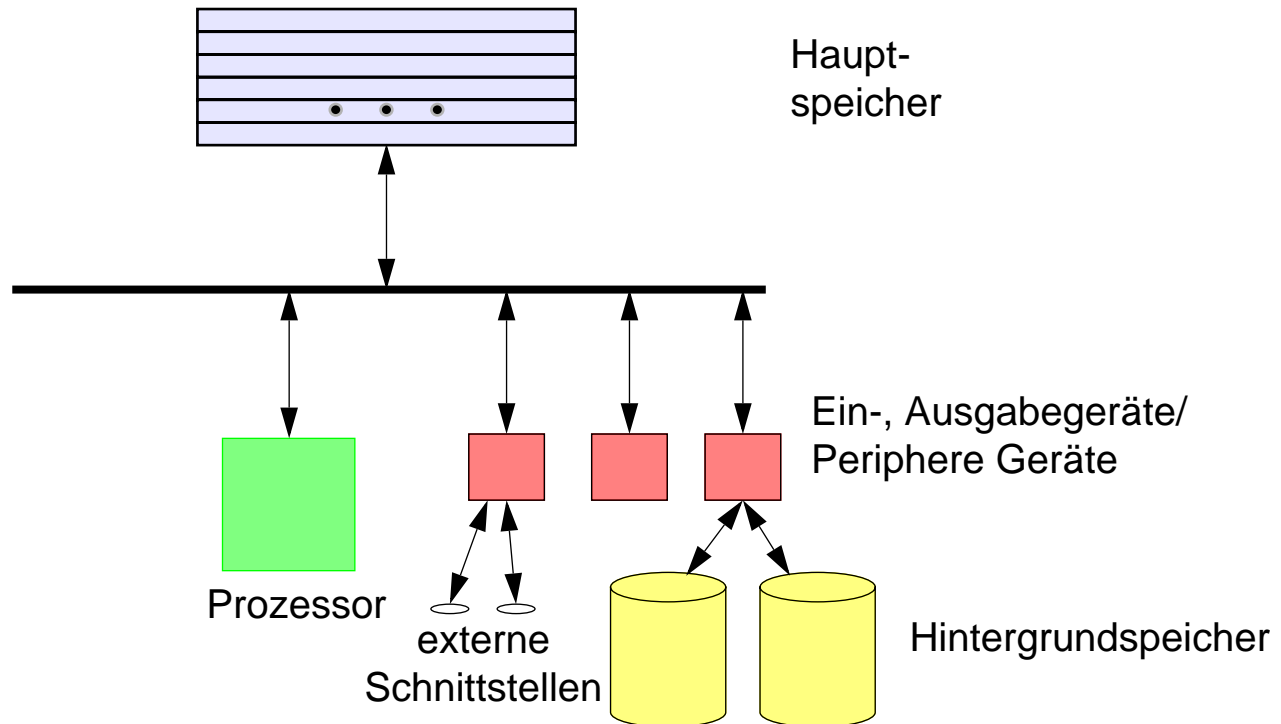 Haupt-
speicher
Ein-, Ausgabegeräte/
Periphere Geräte
Prozessor
externe
Schnittstellen
Hintergrundspeicher